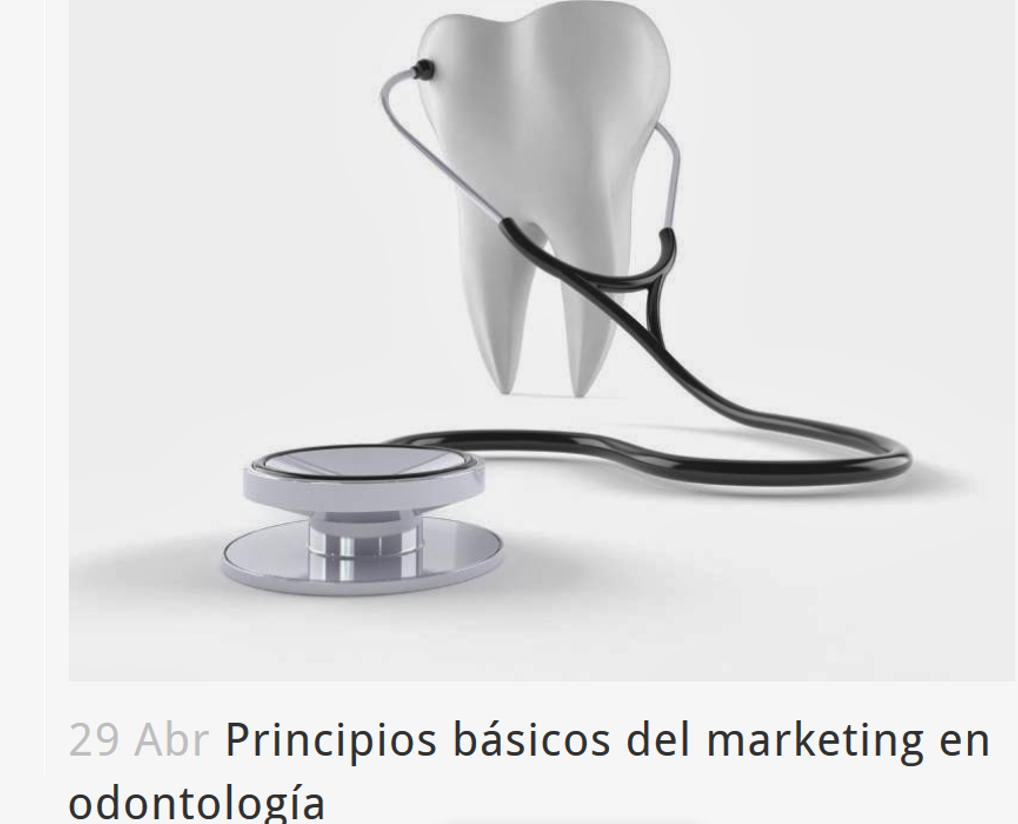 29 Abr Principios básicos del marketing en
odontología